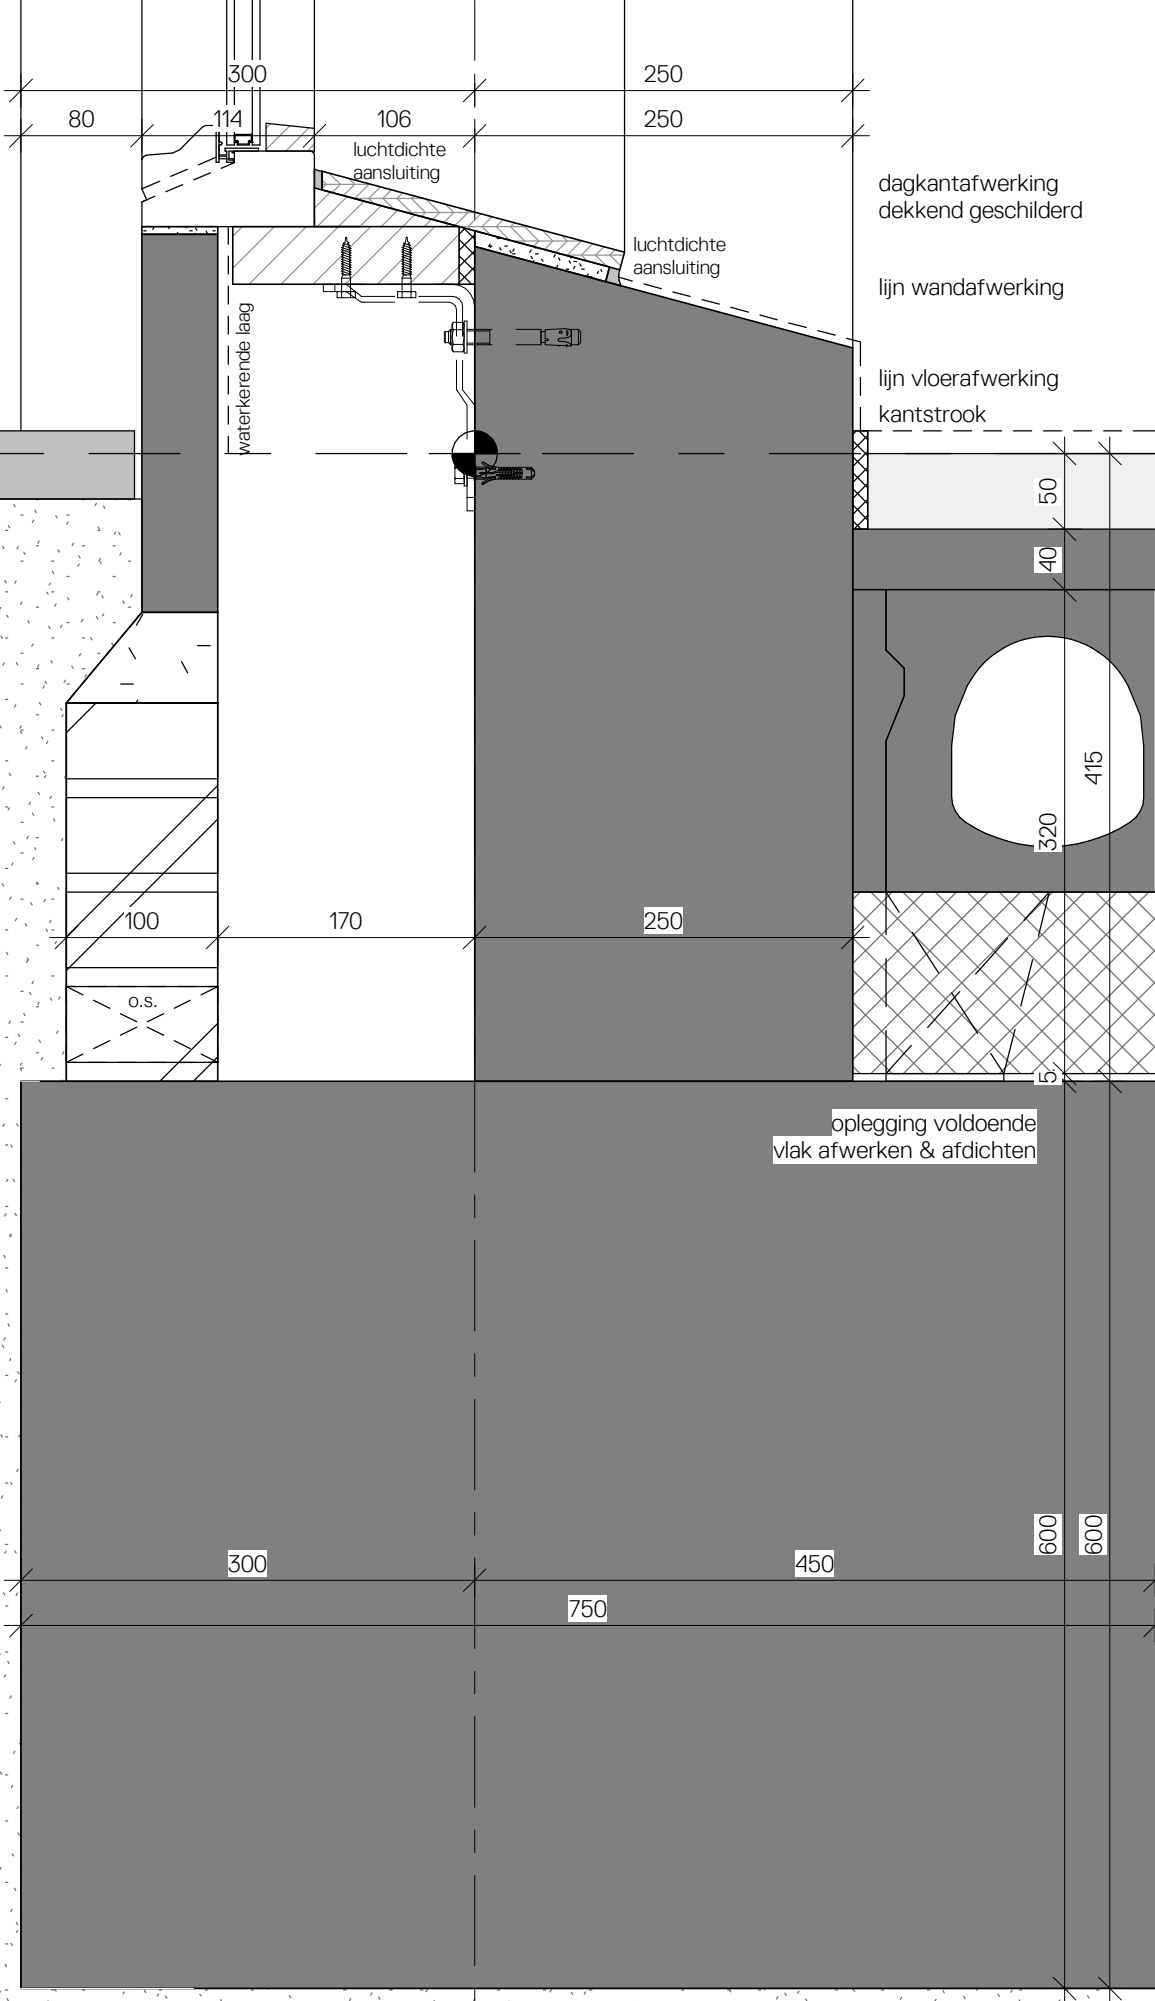 300
250
80
114
106
250
luchtdichte
aansluiting
dagkantafwerking
dekkend geschilderd
luchtdichte
aansluiting
lijn wandafwerking
waterkerende laag
lijn vloerafwerking
kantstrook
50
40
415
320
100
170
250
o.s.
5
oplegging voldoende
vlak afwerken & afdichten
600
600
300
450
750